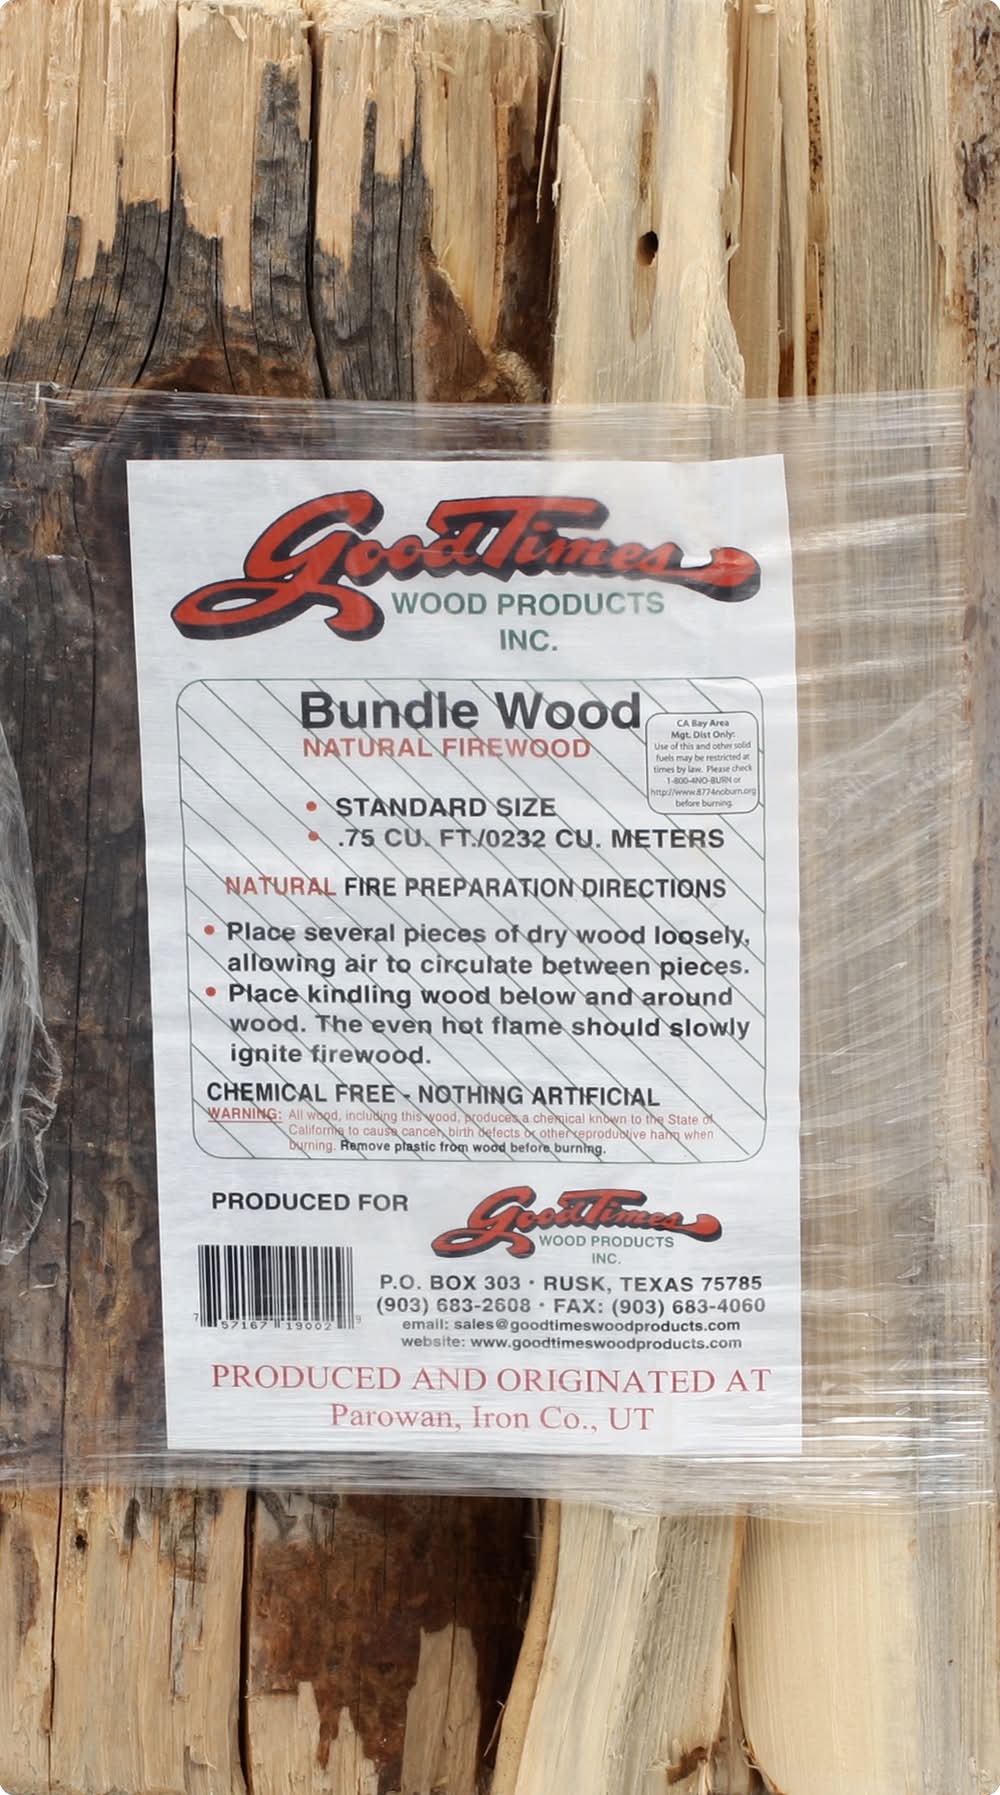 Good Times
WOOD PRODUCTS
INC.
Bundle Wood
NATURAL FIREWOOD
CA Bay Area
Mgt. Dist Only:
Use of this and other solid
fuels may be restricted at
times by law. Please check
1-800-4NO-BURN or
http://www.8774noburn.org
before burning.
• STANDARD SIZE
• .75 CU. FT./0232 CU. METERS
NATURAL FIRE PREPARATION DIRECTIONS
• Place several pieces of dry wood loosely,
allowing air to circulate between pieces.
• Place kindling wood below and around
wood. The even hot flame should slowly
ignite firewood.
CHEMICAL FREE - NOTHING ARTIFICIAL
WARNING: All wood, including this wood, produces a chemical known to the State of
California to cause cancer, birth defects or other reproductive harm when
burning. Remove plastic from wood before burning.
PRODUCED FOR
Good Times
WOOD PRODUCTS
INC.
P.O. BOX 303 • RUSK, TEXAS 75785
(903) 683-2608 • FAX: (903) 683-4060
email: sales@goodtimeswoodproducts.com
website: www.goodtimeswoodproducts.com
7 57167 19002 9
PRODUCED AND ORIGINATED AT
Parowan, Iron Co., UT